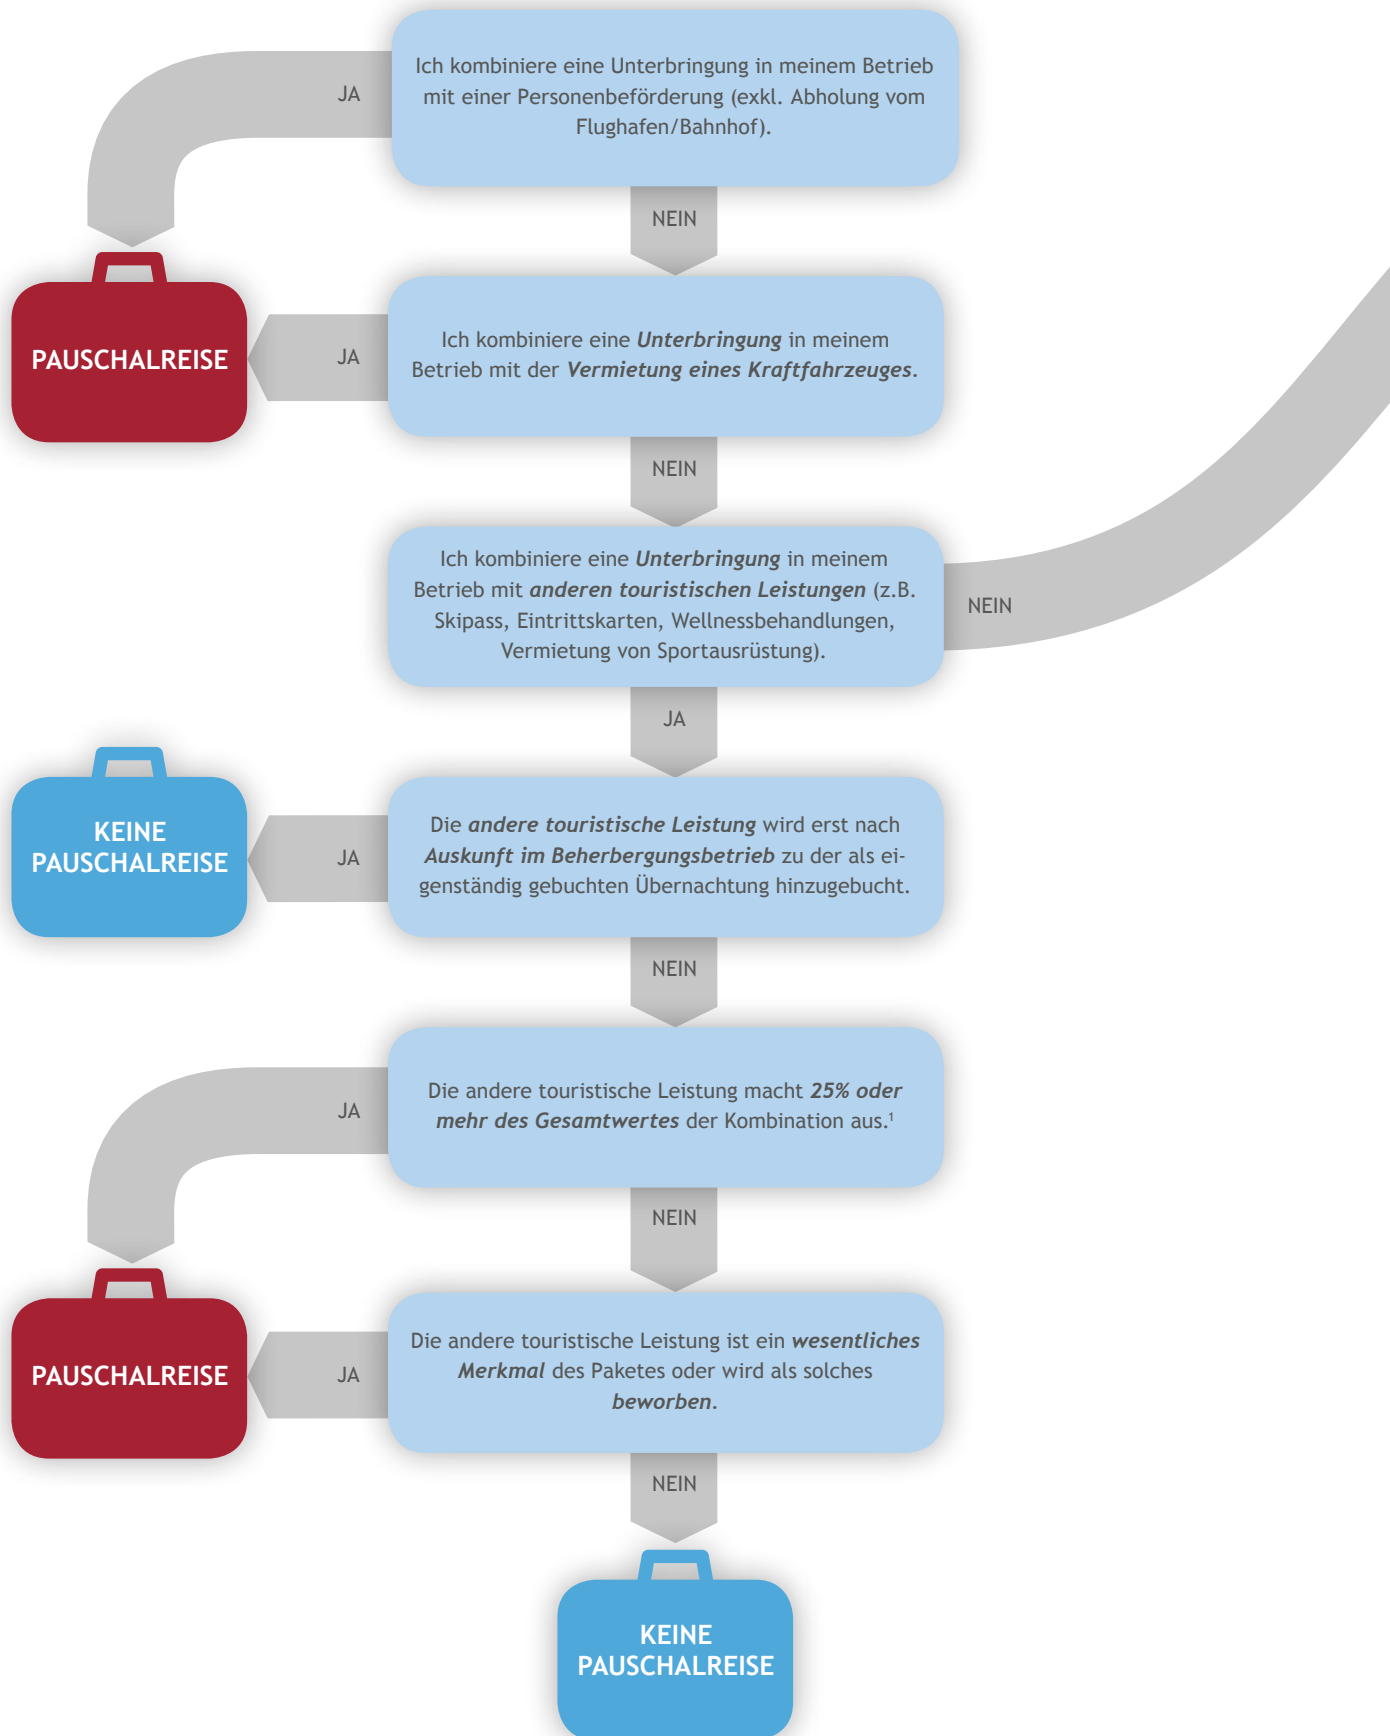 Ich kombiniere eine Unterbringung in meinem Betrieb
mit einer Personenbeförderung (exkl. Abholung vom
Flughafen/Bahnhof).
JA
NEIN
PAUSCHALREISE
JA
Ich kombiniere eine Unterbringung in meinem
Betrieb mit der Vermietung eines Kraftfahrzeuges.
NEIN
Ich kombiniere eine Unterbringung in meinem
Betrieb mit anderen touristischen Leistungen (z.B.
Skipass, Eintrittskarten, Wellnessbehandlungen,
Vermietung von Sportausrüstung).
NEIN
JA
KEINE
PAUSCHALREISE
JA
Die andere touristische Leistung wird erst nach
Auskunft im Beherbergungsbetrieb zu der als ei-
genständig gebuchten Übernachtung hinzugebucht.
NEIN
JA
Die andere touristische Leistung macht 25% oder
mehr des Gesamtwertes der Kombination aus.¹
NEIN
PAUSCHALREISE
JA
Die andere touristische Leistung ist ein wesentliches
Merkmal des Paketes oder wird als solches
beworben.
NEIN
KEINE
PAUSCHALREISE